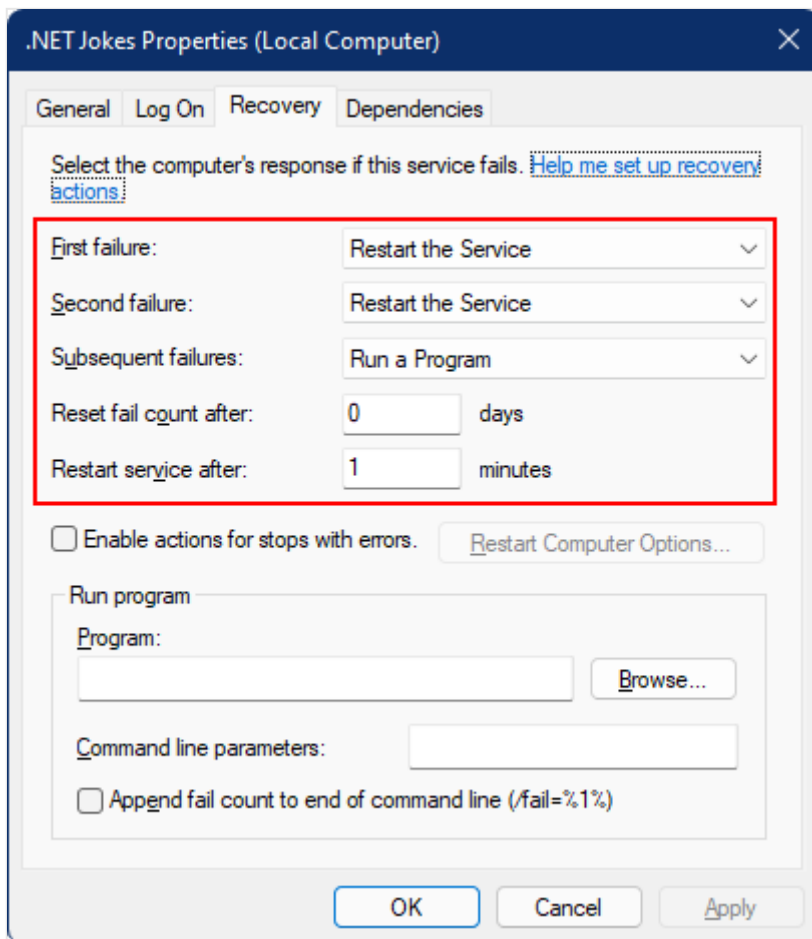 .NET Jokes Properties (Local Computer)
General Log On Recovery Dependencies
Select the computer's response if this service fails. Help me set up recovery
actions.
First failure: Restart the Service
Second failure: Restart the Service
Subsequent failures: Run a Program
Reset fail count after: 0 days
Restart service after: 1 minutes
Enable actions for stops with errors. Restart Computer Options...
Run program
Program:
Browse...
Command line parameters:
Append fail count to end of command line (/fail=%1%)
OK Cancel Apply